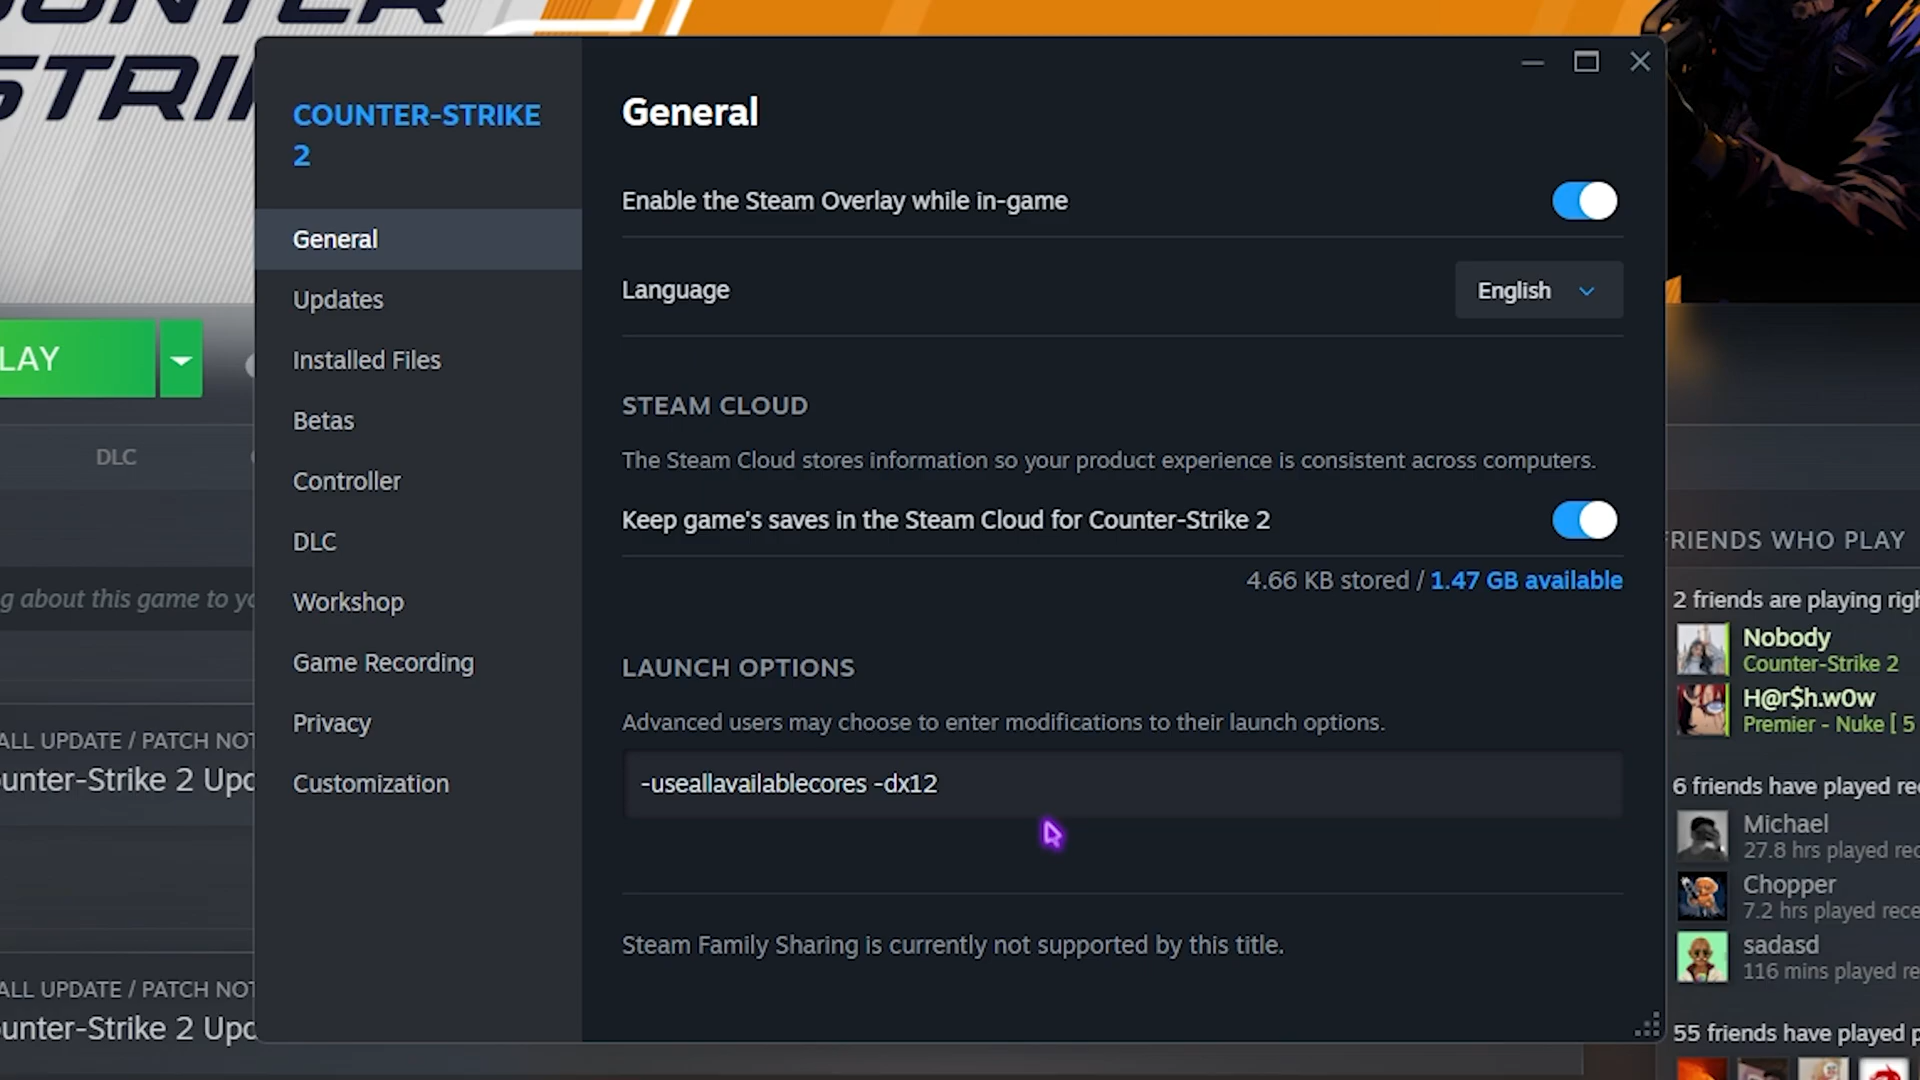 COUNTER
STRI
COUNTER-STRIKE
2
General
Updates
Installed Files
Betas
Controller
DLC
Workshop
Game Recording
Privacy
Customization
General
Enable the Steam Overlay while in-game
Language
English
STEAM CLOUD
The Steam Cloud stores information so your product experience is consistent across computers.
Keep game's saves in the Steam Cloud for Counter-Strike 2
4.66 KB stored / 1.47 GB available
LAUNCH OPTIONS
Advanced users may choose to enter modifications to their launch options.
-useallavailablecores -dx12
Steam Family Sharing is currently not supported by this title.
LAY
DLC
g about this game to yo
ALL UPDATE / PATCH NOT
ounter-Strike 2 Upd
ALL UPDATE / PATCH NOT
ounter-Strike 2 Upd
FRIENDS WHO PLAY
2 friends are playing righ
Nobody
Counter-Strike 2
H@r$h.w0w
Premier - Nuke [ 5
6 friends have played re
Michael
27.8 hrs played rec
Chopper
7.2 hrs played rece
sadasd
116 mins played re
55 friends have played p